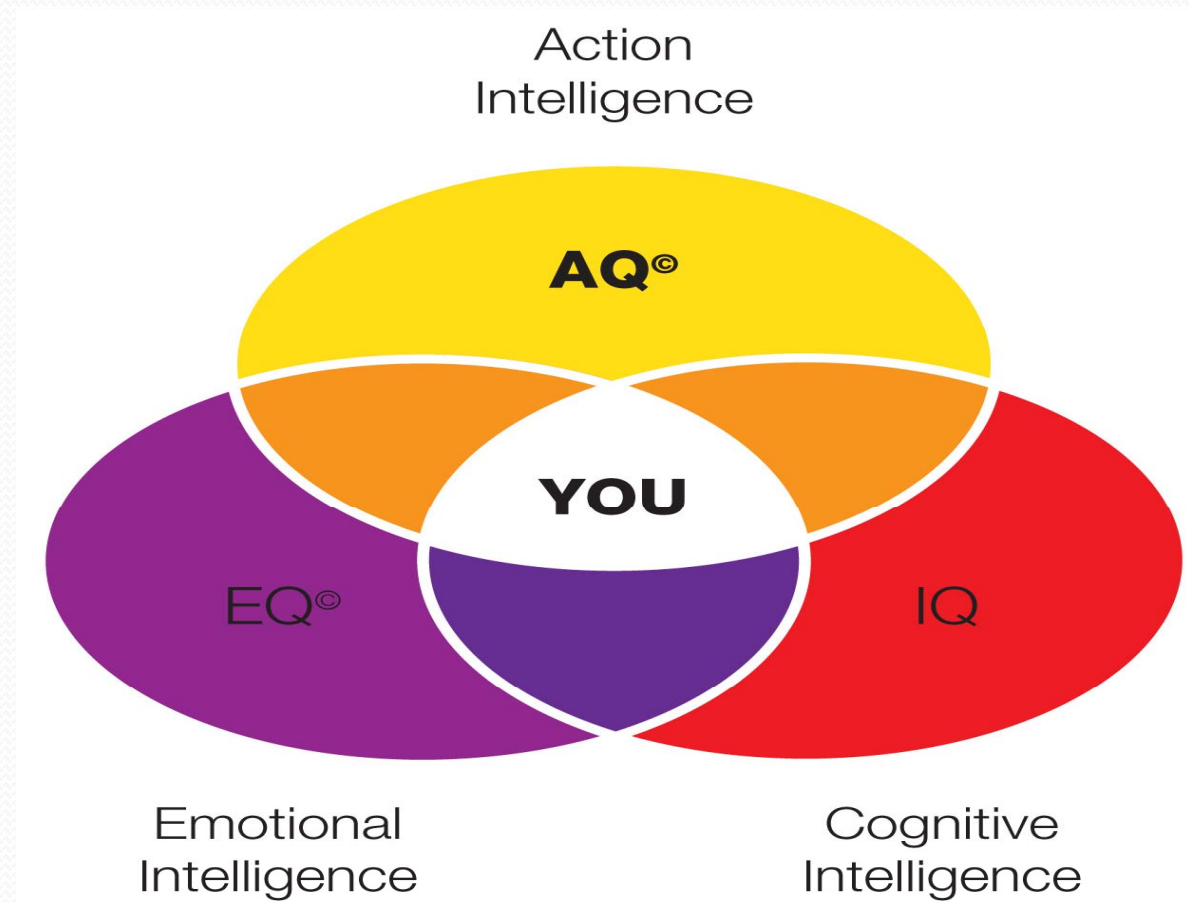 Action
Intelligence
AQ©
YOU
EQ©
IQ
Emotional
Intelligence
Cognitive
Intelligence